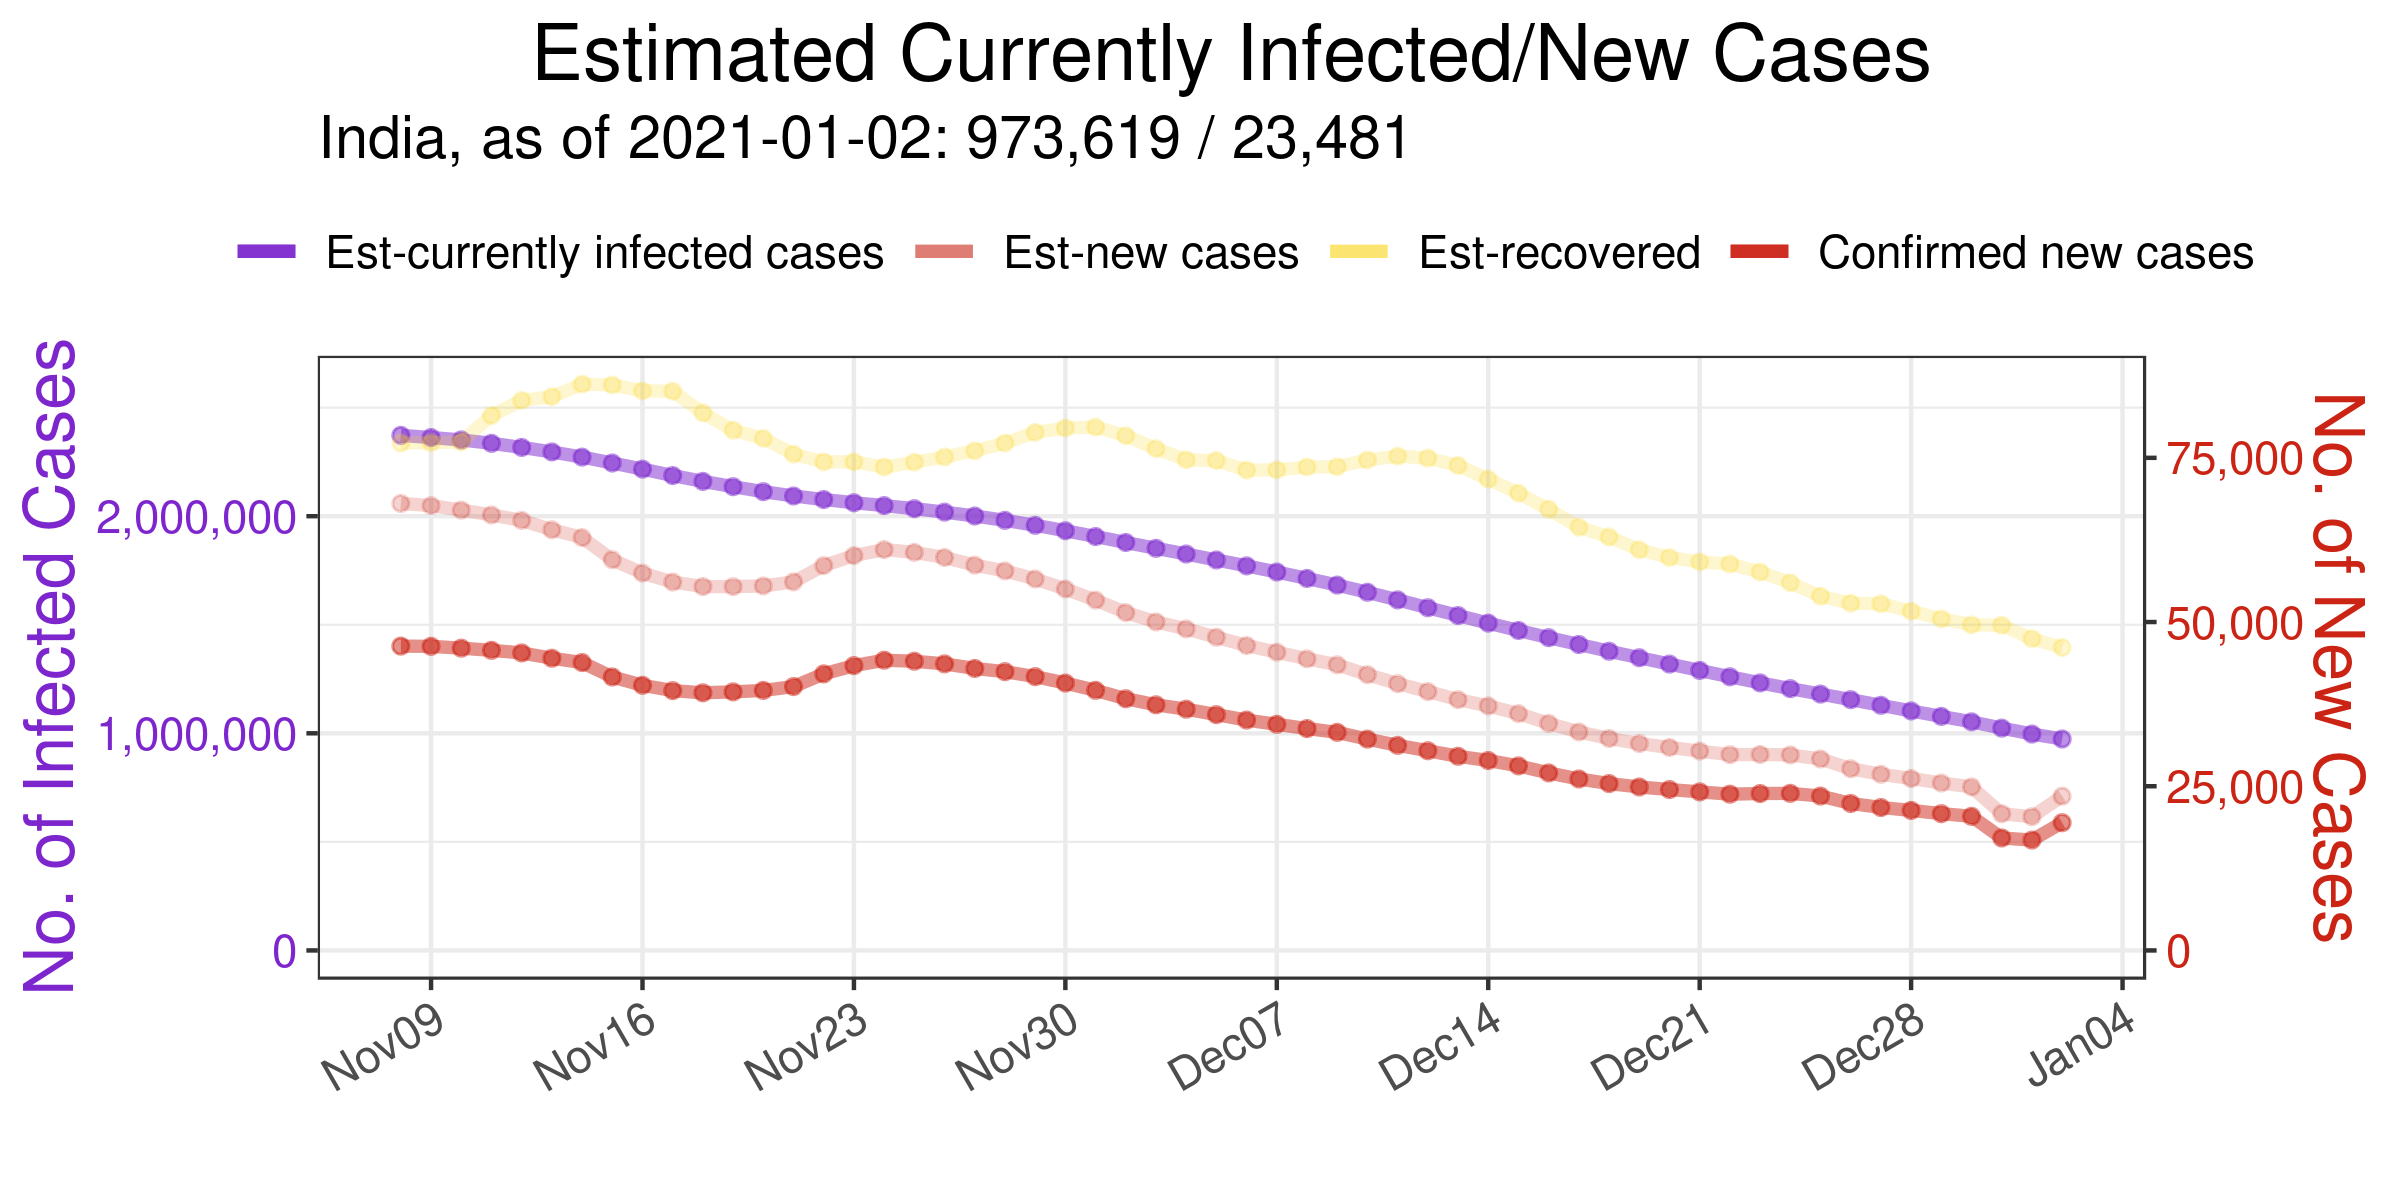 Estimated Currently Infected/New Cases
India, as of 2021-01-02: 973,619 / 23,481
Est-currently infected cases Est-new cases Est-recovered Confirmed new cases
No. of Infected Cases
2,000,000
1,000,000
0
75,000
50,000
25,000
0
No. of New Cases
Nov09 Nov16 Nov23 Nov30 Dec07 Dec14 Dec21 Dec28 Jan04